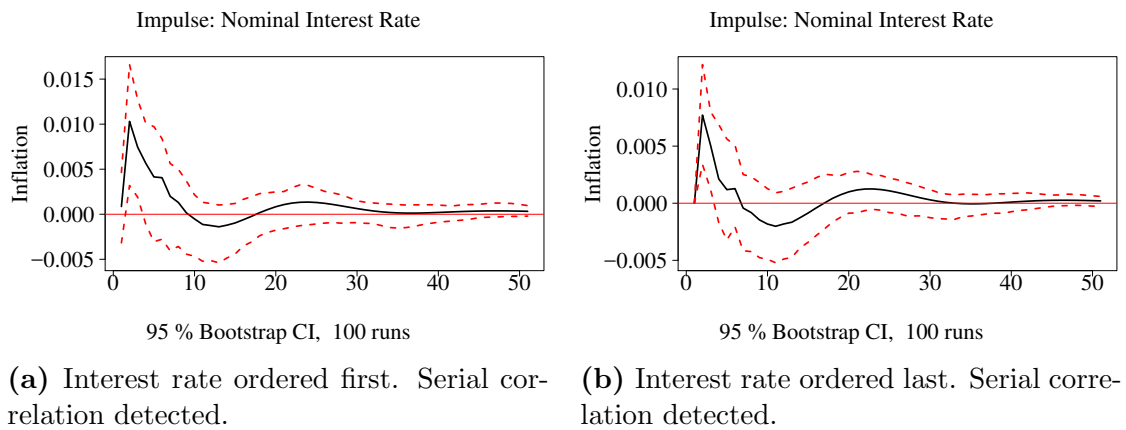 Impulse: Nominal Interest Rate
Inflation
0.015
0.010
0.005
0.000
−0.005
0 10 20 30 40 50
95 % Bootstrap CI, 100 runs
(a) Interest rate ordered first. Serial cor-
relation detected.
Impulse: Nominal Interest Rate
Inflation
0.010
0.005
0.000
−0.005
0 10 20 30 40 50
95 % Bootstrap CI, 100 runs
(b) Interest rate ordered last. Serial corre-
lation detected.